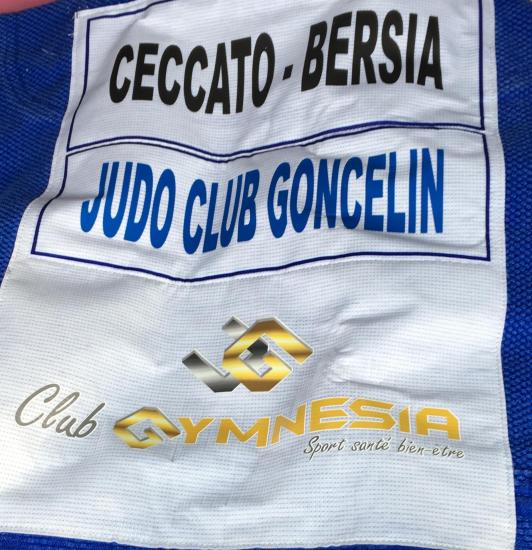 CECCATO - BERSIA
JUDO CLUB GONCELIN
Club GYMNESIA
Sport santé bien-être